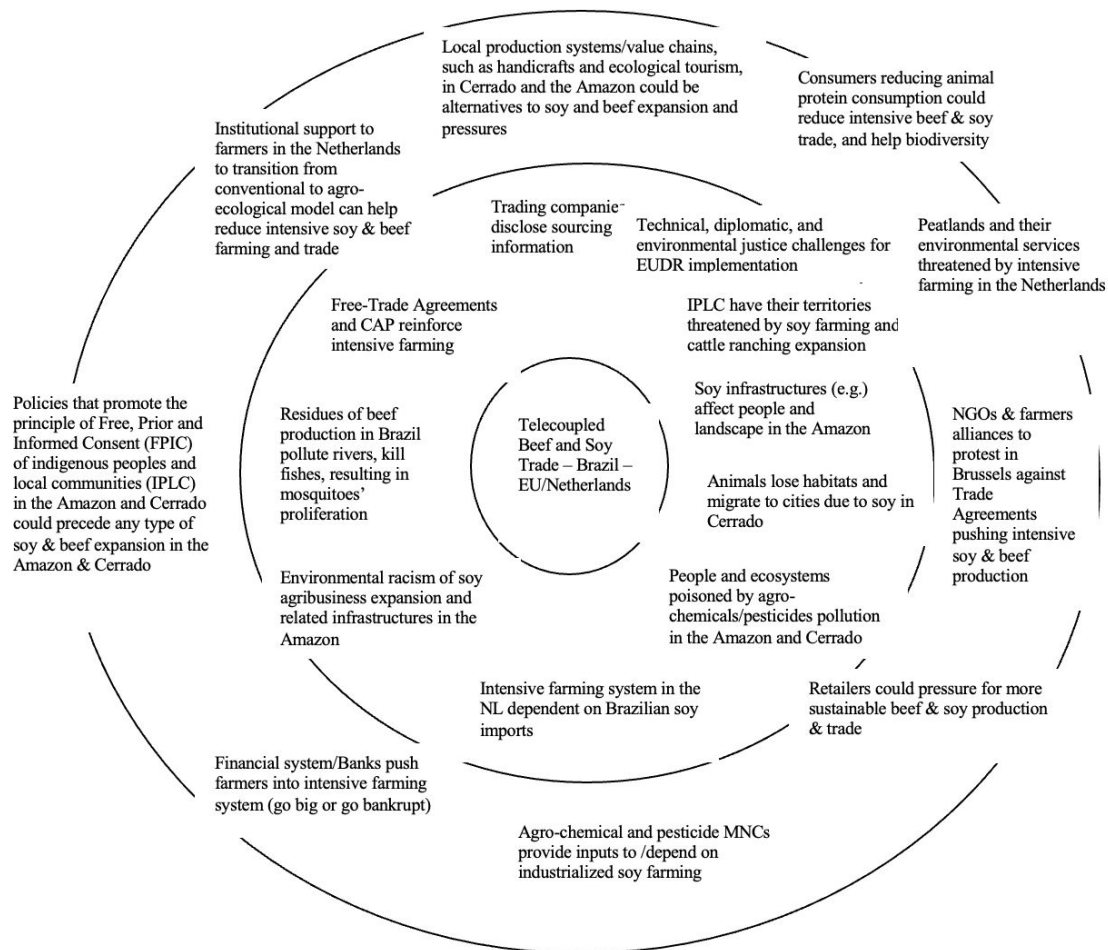 Local production systems/value chains,
such as handicrafts and ecological tourism,
in Cerrado and the Amazon could be
alternatives to soy and beef expansion and
pressures
Consumers reducing animal
protein consumption could
reduce intensive beef & soy
trade, and help biodiversity
Institutional support to
farmers in the Netherlands
to transition from
conventional to agro-
ecological model can help
reduce intensive soy & beef
farming and trade
Trading companie
disclose sourcing
information
Technical, diplomatic, and
environmental justice challenges for
EUDR implementation
Peatlands and their
environmental services
threatened by intensive
farming in the Netherlands
Free-Trade Agreements
and CAP reinforce
intensive farming
IPLC have their territories
threatened by soy farming and
cattle ranching expansion
Policies that promote the
principle of Free, Prior and
Informed Consent (FPIC)
of indigenous peoples and
local communities (IPLC)
in the Amazon and Cerrado
could precede any type of
soy & beef expansion in the
Amazon & Cerrado
Residues of beef
production in Brazil
pollute rivers, kill
fishes, resulting in
mosquitoes'
proliferation
Telecoupled
Beef and Soy
Trade – Brazil –
EU/Netherlands
Soy infrastructures (e.g.)
affect people and
landscape in the Amazon
Animals lose habitats and
migrate to cities due to soy in
Cerrado
NGOs & farmers
alliances to
protest in
Brussels against
Trade
Agreements
pushing intensive
soy & beef
production
Environmental racism of soy
agribusiness expansion and
related infrastructures in the
Amazon
People and ecosystems
poisoned by agro-
chemicals/pesticides pollution
in the Amazon and Cerrado
Intensive farming system in the
NL dependent on Brazilian soy
imports
Retailers could pressure for more
sustainable beef & soy production
& trade
Financial system/Banks push
farmers into intensive farming
system (go big or go bankrupt)
Agro-chemical and pesticide MNCs
provide inputs to /depend on
industrialized soy farming